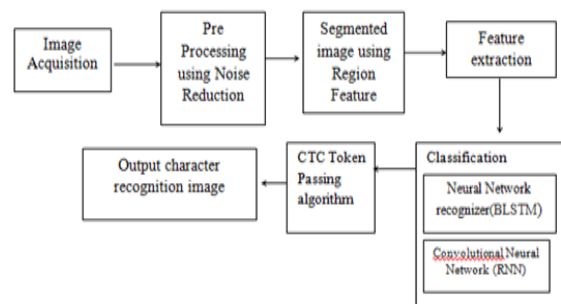 Image
Acquisition
Pre
Processing
using Noise
Reduction
Segmented
image using
Region
Feature
Feature
extraction
Classification
Neural Network
recognizer(BLSTM)
Convolutional Neural
Network (RNN)
CTC Token
Passing
algorithm
Output character
recognition image